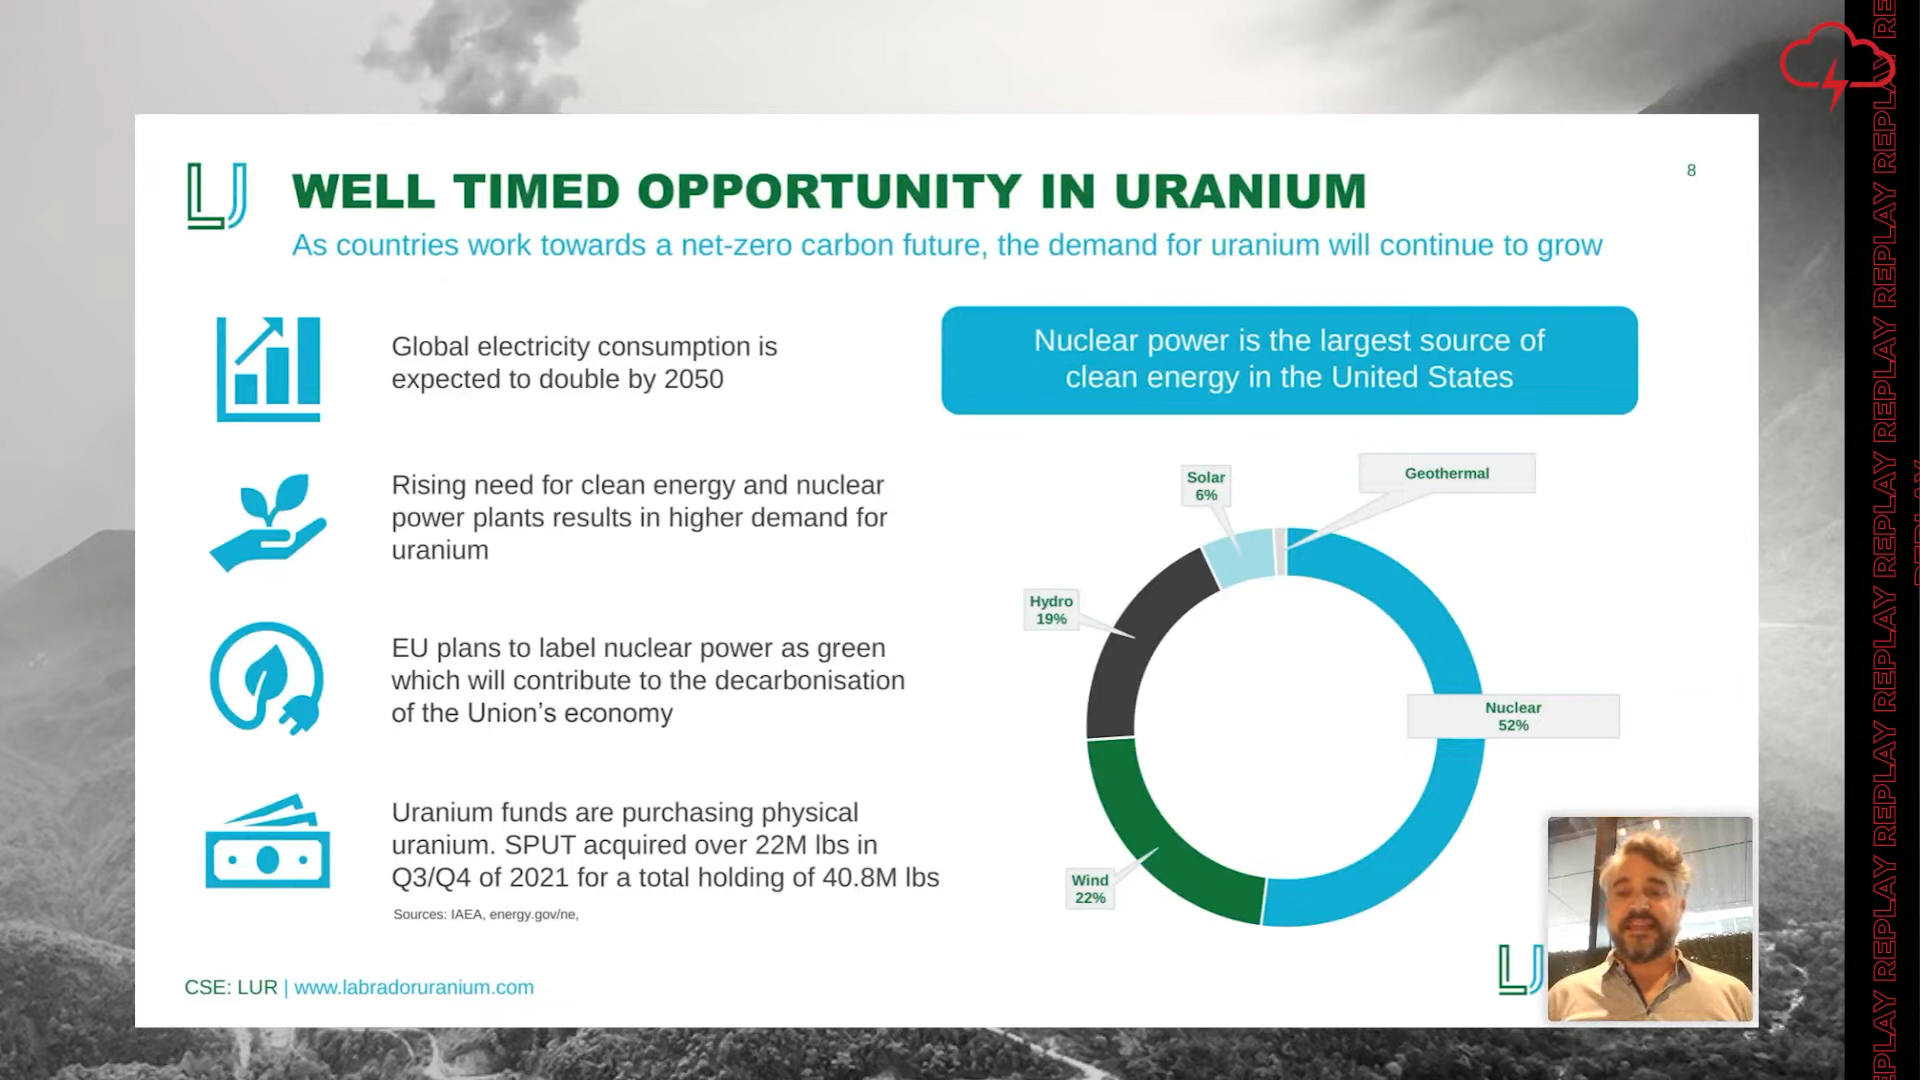 WELL TIMED OPPORTUNITY IN URANIUM
8
As countries work towards a net-zero carbon future, the demand for uranium will continue to grow
Global electricity consumption is
expected to double by 2050
Rising need for clean energy and nuclear
power plants results in higher demand for
uranium
EU plans to label nuclear power as green
which will contribute to the decarbonisation
of the Union’s economy
Uranium funds are purchasing physical
uranium. SPUT acquired over 22M lbs in
Q3/Q4 of 2021 for a total holding of 40.8M lbs
Sources: IAEA, energy.gov/ne,
Nuclear power is the largest source of
clean energy in the United States
Solar
6%
Geothermal
Hydro
19%
Nuclear
52%
Wind
22%
CSE: LUR | www.labradoruranium.com
REPLAY REPLAY REPLAY REPLAY REPLAY REPLAY REPLAY REPLAY REPLAY REPLAY REPLAY
REPLAY